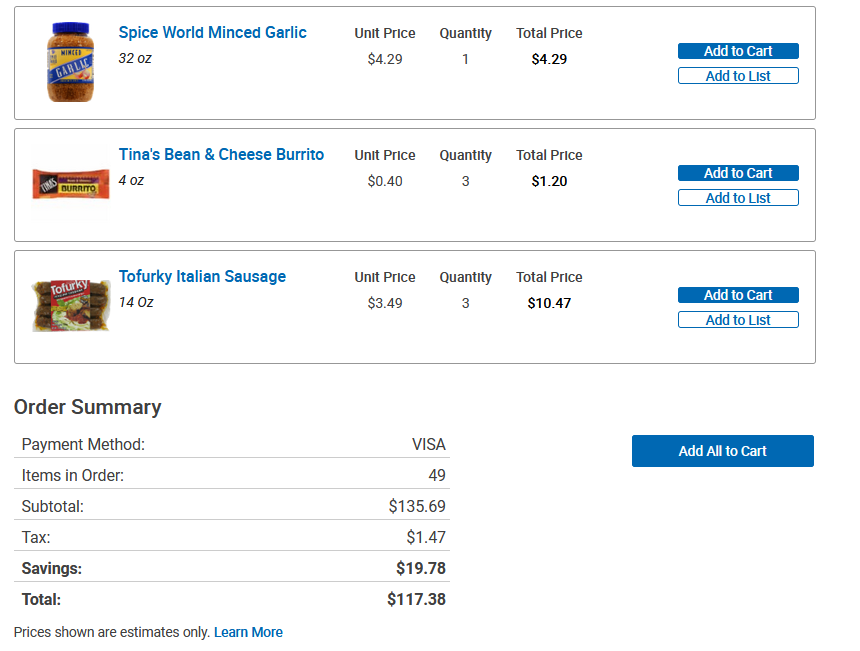 Spice World Minced Garlic
32 oz
Unit Price Quantity Total Price
$4.29 1 $4.29
Add to Cart
Add to List
MINCED
GARLIC
Tina's Bean & Cheese Burrito
4 oz
Unit Price Quantity Total Price
$0.40 3 $1.20
Add to Cart
Add to List
TINA'S
BURRITO
Tofurky Italian Sausage
14 Oz
Unit Price Quantity Total Price
$3.49 3 $10.47
Add to Cart
Add to List
Tofurky
Order Summary
Payment Method: VISA
Items in Order: 49
Subtotal: $135.69
Tax: $1.47
Savings: $19.78
Total: $117.38
Add All to Cart
Prices shown are estimates only. Learn More